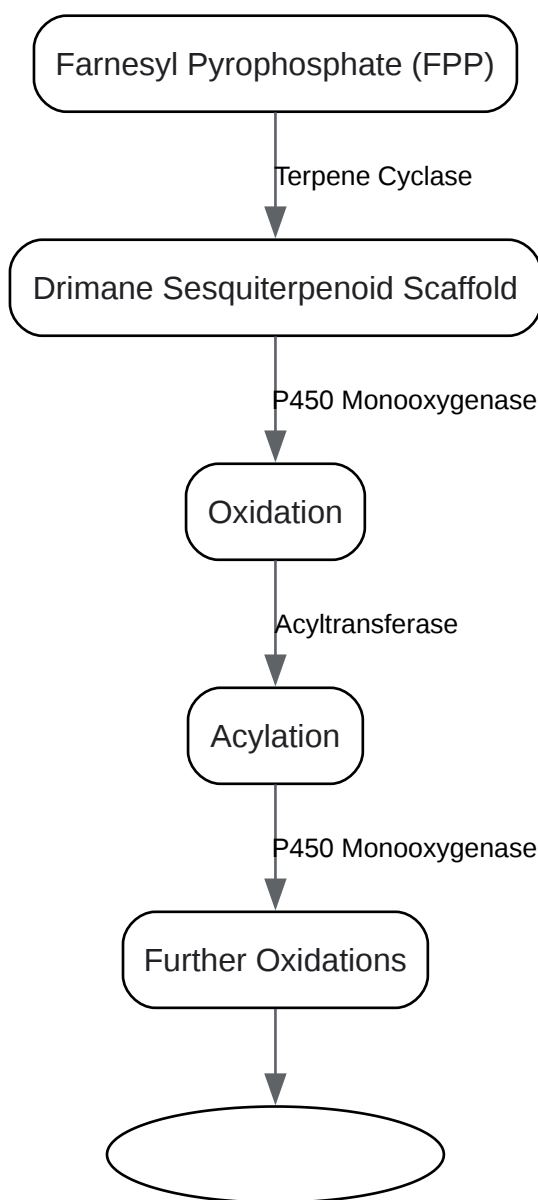 Farnesyl Pyrophosphate (FPP)
Terpene Cyclase
Drimane Sesquiterpenoid Scaffold
P450 Monooxygenase
Oxidation
Acyltransferase
Acylation
P450 Monooxygenase
Further Oxidations